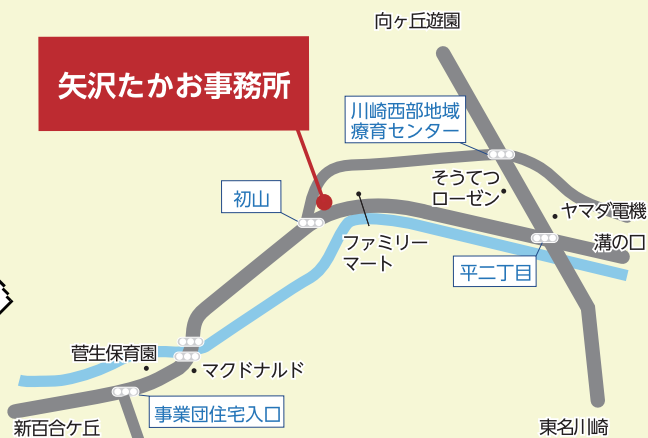 向ヶ丘遊園
矢沢たかお事務所
川崎西部地域
療育センター
そうてつ
ローゼン
初山
ヤマダ電機
ファミリー
マート
溝の口
平二丁目
菅生保育園
マクドナルド
事業団住宅入口
新百合ケ丘
東名川崎